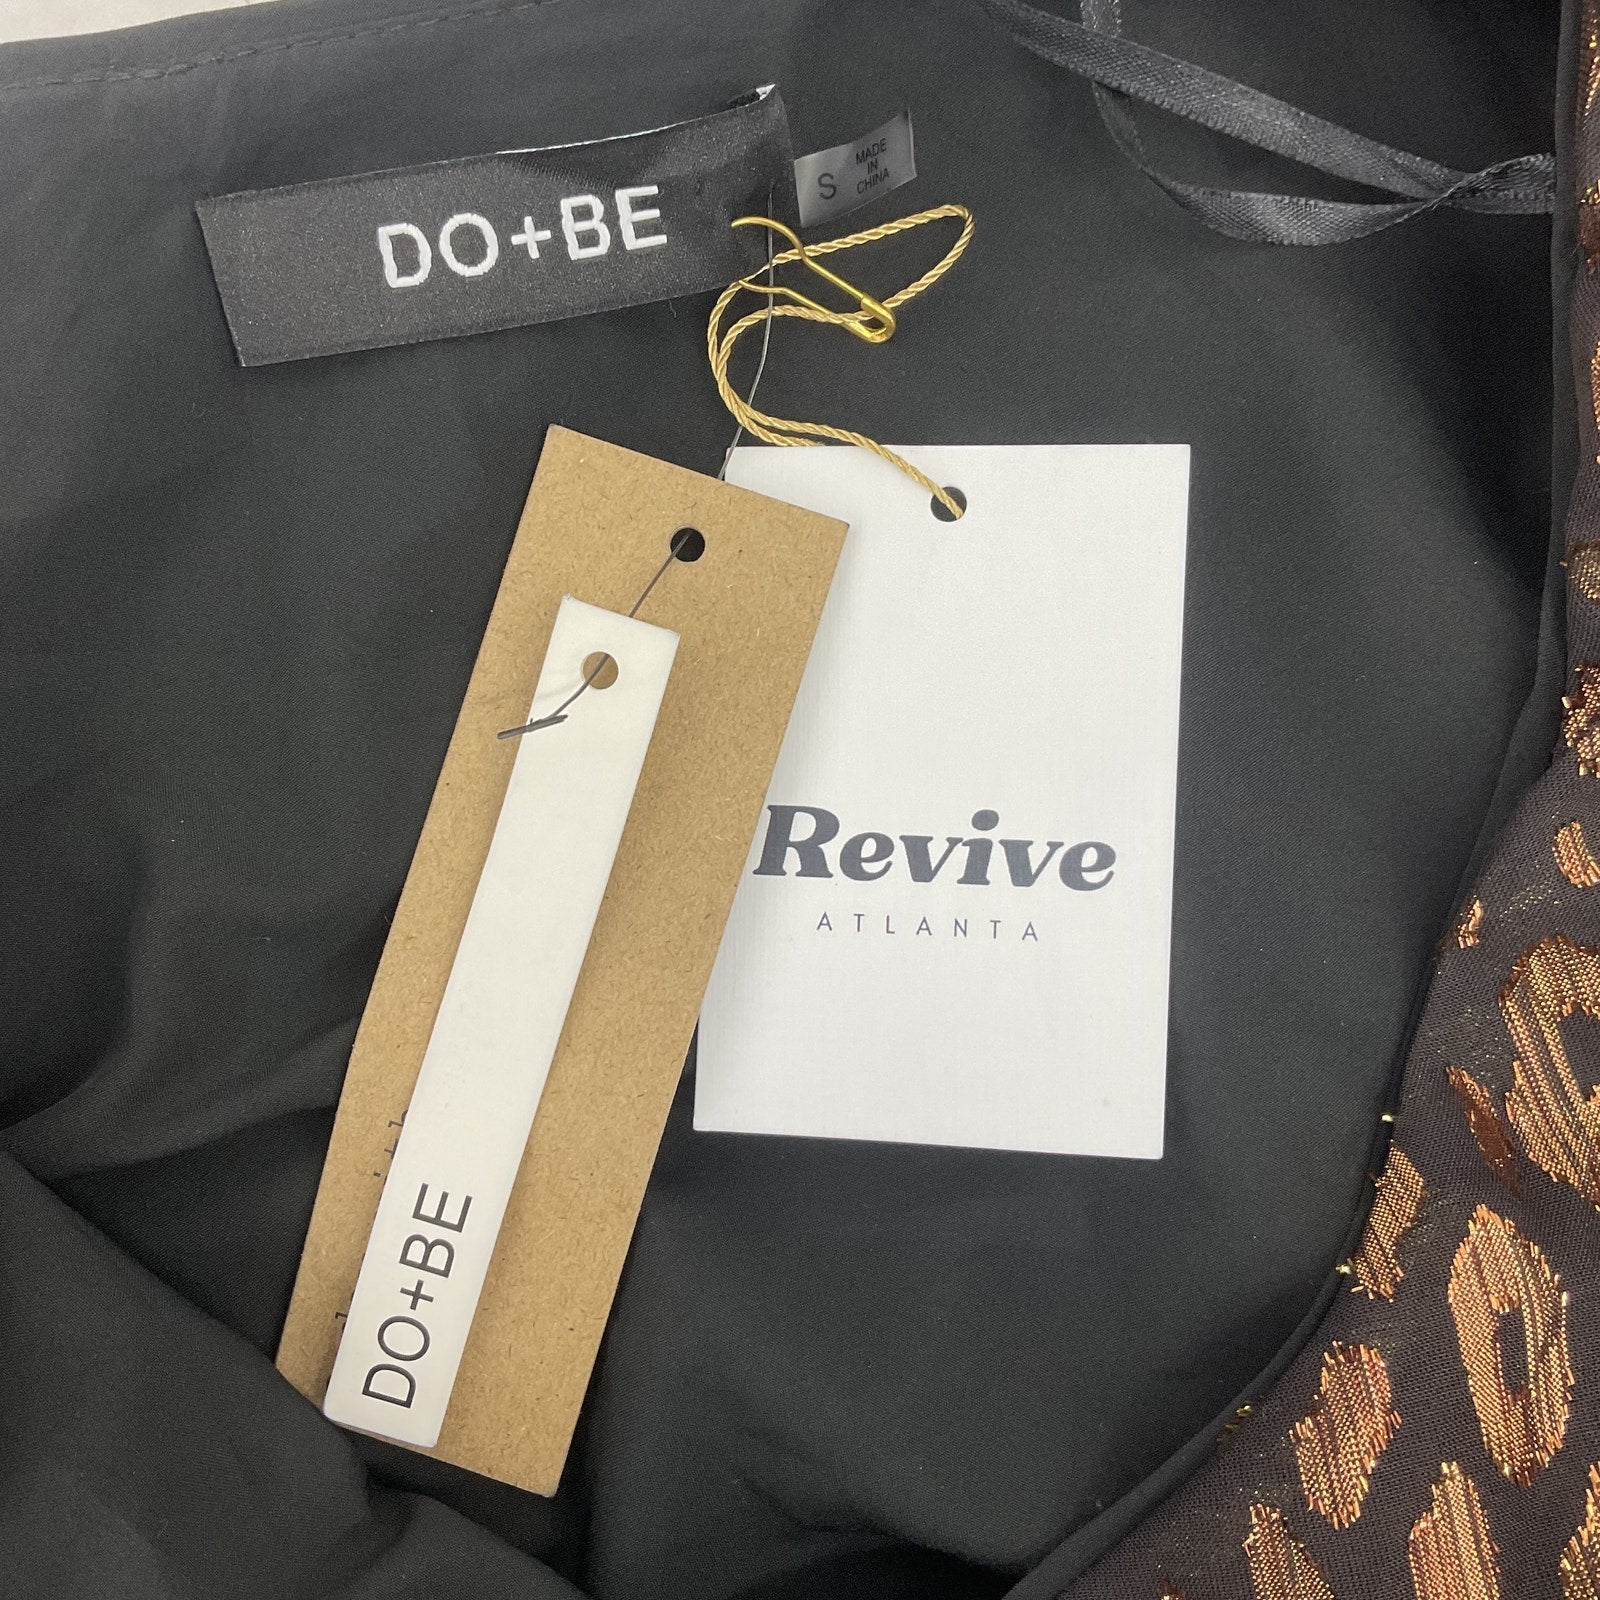 DO+BE
S
MADE
IN
CHINA
Revive
ATLANTA
DO+BE